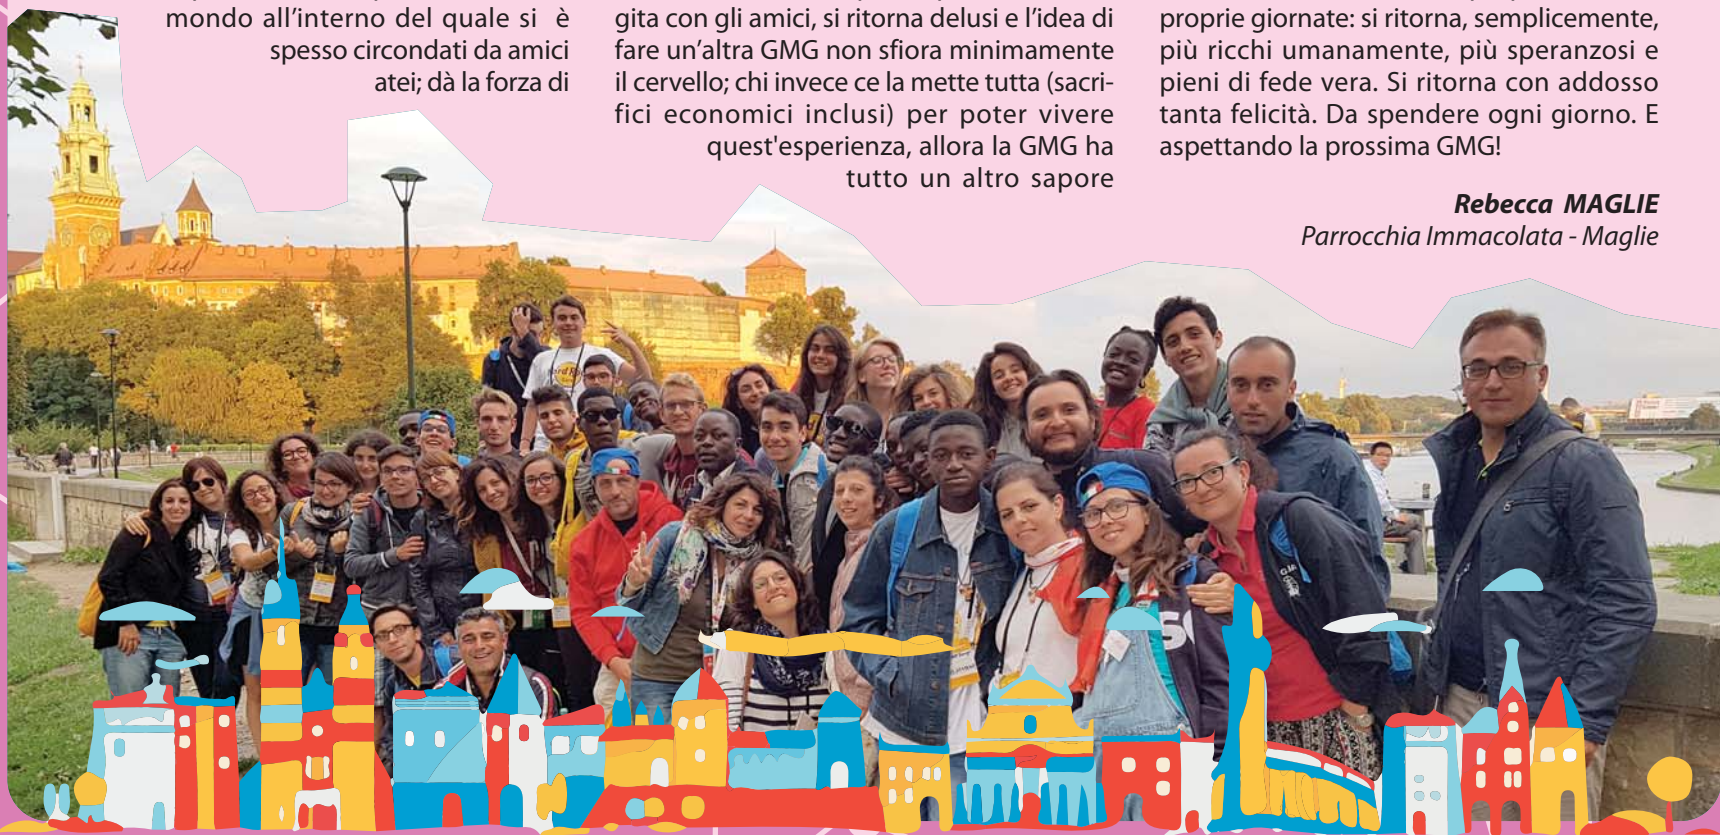 mondo all'interno del quale si è
spesso circondati da amici
atei; dà la forza di
gita con gli amici, si ritorna delusi e l'idea di
fare un'altra GMG non sfiora minimamente
il cervello; chi invece ce la mette tutta (sacri-
fici economici inclusi) per poter vivere
quest'esperienza, allora la GMG ha
tutto un altro sapore
proprie giornate: si ritorna, semplicemente,
più ricchi umanamente, più speranzosi e
pieni di fede vera. Si ritorna con addosso
tanta felicità. Da spendere ogni giorno. E
aspettando la prossima GMG!
Rebecca MAGLIE
Parrocchia Immacolata - Maglie